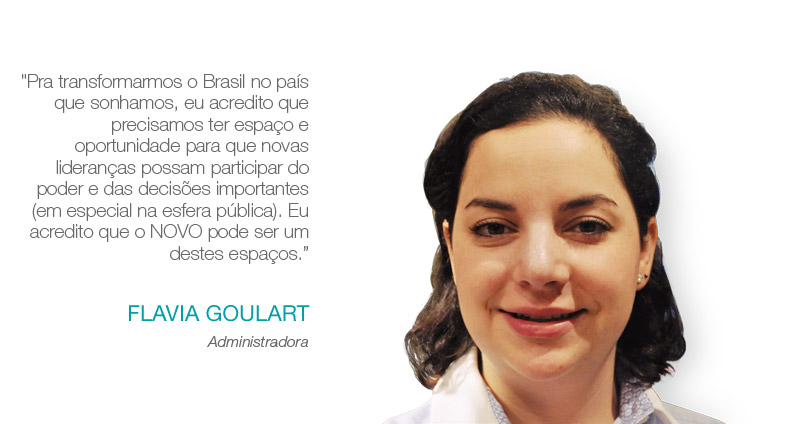 "Pra transformarmos o Brasil no país
que sonhamos, eu acredito que
precisamos ter espaço e
oportunidade para que novas
lideranças possam participar do
poder e das decisões importantes
(em especial na esfera pública). Eu
acredito que o NOVO pode ser um
destes espaços."
FLAVIA GOULART
Administradora